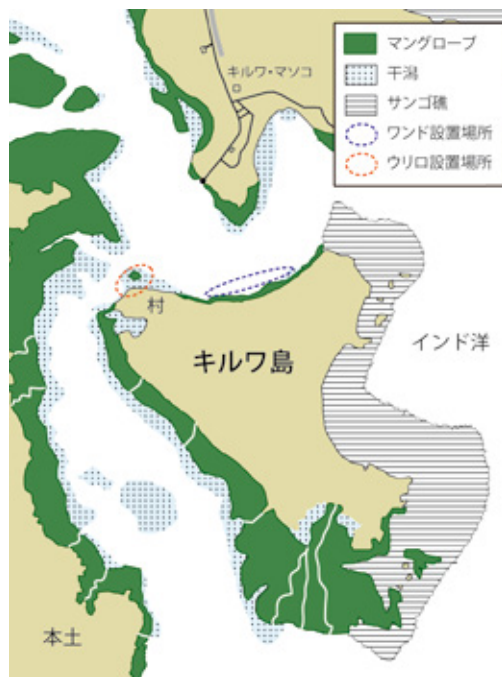 キルワ・マソコ
マングローブ
干潟
サンゴ礁
ワンド設置場所
ウリロ設置場所
村
キルワ島
インド洋
本土